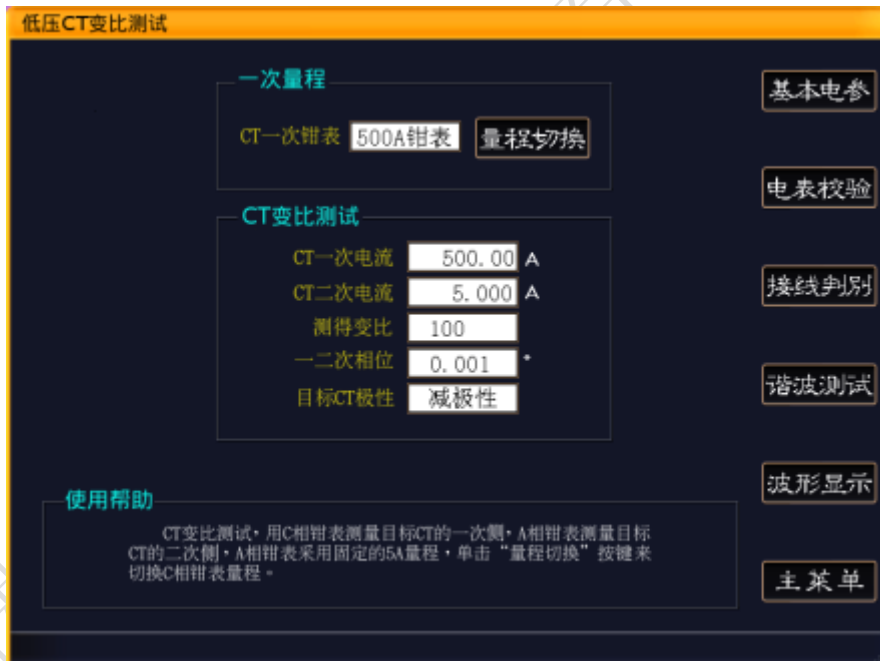 低压CT变比测试
一次量程
CT一次钳表 500A钳表 量程切换
CT变比测试
CT一次电流 500.00 A
CT二次电流 5.000 A
测得变比 100
一二次相位 0.001 °
目标CT极性 减极性
使用帮助
CT变比测试，用C相钳表测量目标CT的一次侧，A相钳表测量目标
CT的二次侧，A相钳表采用固定的5A量程，单击“量程切换”按键来
切换C相钳表量程。
基本电参
电表校验
接线判别
谐波测试
波形显示
主菜单